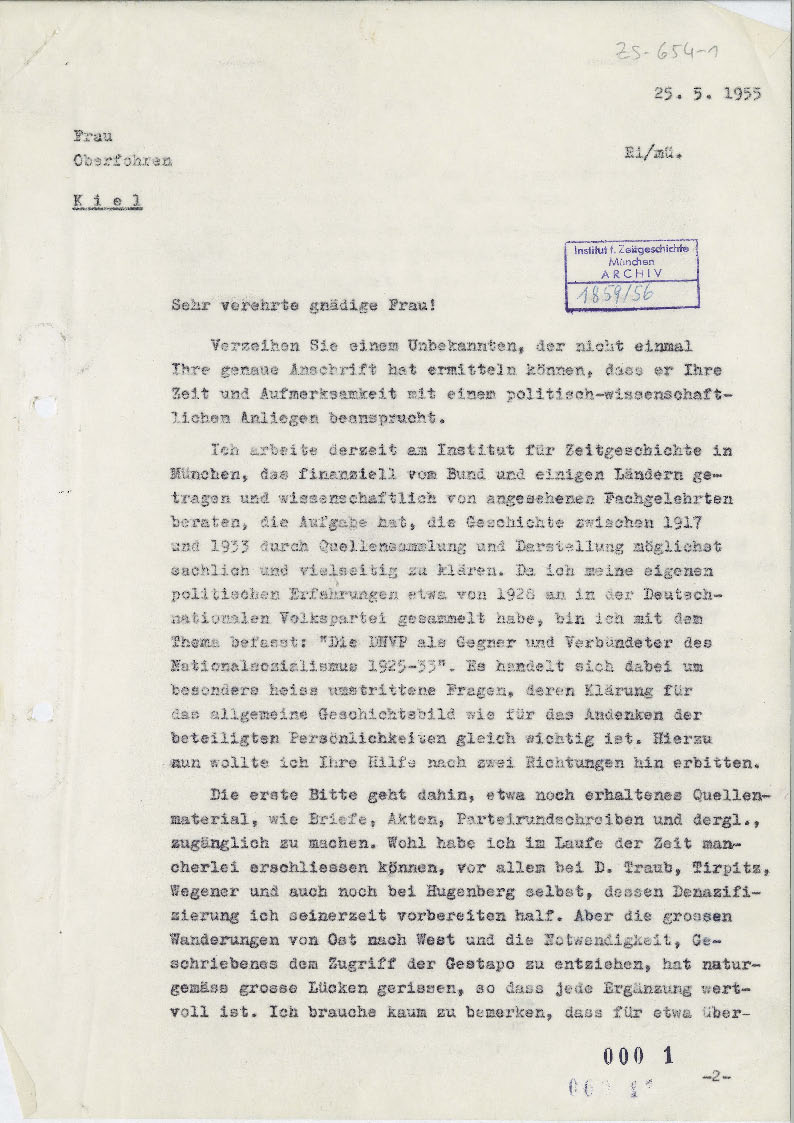 ZS-654-1
25. 5. 1955
Frau
Oberfohren
Ri/mü.
K i e l
Institut f. Zeitgeschichte
München
ARCHIV
1859/56
Sehr verehrte gnädige Frau!
Verzeihen Sie einem Unbekannten, der nicht einmal
Ihre genaue Anschrift hat ermitteln können, dass er Ihre
Zeit und Aufmerksamkeit mit einem politisch-wissenschaft-
lichen Anliegen beansprucht.
Ich arbeite derzeit am Institut für Zeitgeschichte in
München, das finanziell vom Bund und einigen Ländern ge-
tragen und wissenschaftlich von angesehenen Fachgelehrten
beraten, die Aufgabe hat, die Geschichte zwischen 1917
und 1933 durch Quellensammlung und Darstellung möglichst
sachlich und vielseitig zu klären. Da ich meine eigenen
politischen Erfahrungen etwa von 1928 an in der Deutsch-
nationalen Volkspartei gesammelt habe, bin ich mit dem
Thema befasst: "Die DNVP als Gegner und Verbündeter des
Nationalsozialismus 1925-33". Es handelt sich dabei um
besonders heiss umstrittene Fragen, deren Klärung für
das allgemeine Geschichtsbild wie für das Andenken der
beteiligten Persönlichkeiten gleich wichtig ist. Hierzu
nun wollte ich Ihre Hilfe nach zwei Richtungen hin erbitten.
Die erste Bitte geht dahin, etwa noch erhaltenes Quellen-
material, wie Briefe, Akten, Parteirundschreiben und dergl.,
zugänglich zu machen. Wohl habe ich im Laufe der Zeit man-
cherlei erschliessen können, vor allem bei D. Traub, Tirpitz,
Wegener und auch noch bei Hugenberg selbst, dessen Denazifi-
zierung ich seinerzeit vorbereiten half. Aber die grossen
Wanderungen von Ost nach West und die Notwendigkeit, Ge-
schriebenes dem Zugriff der Gestapo zu entziehen, hat natur-
gemäss grosse Lücken gerissen, so dass jede Ergänzung wert-
voll ist. Ich brauche kaum zu bemerken, dass für etwa über-
000 1
-2-